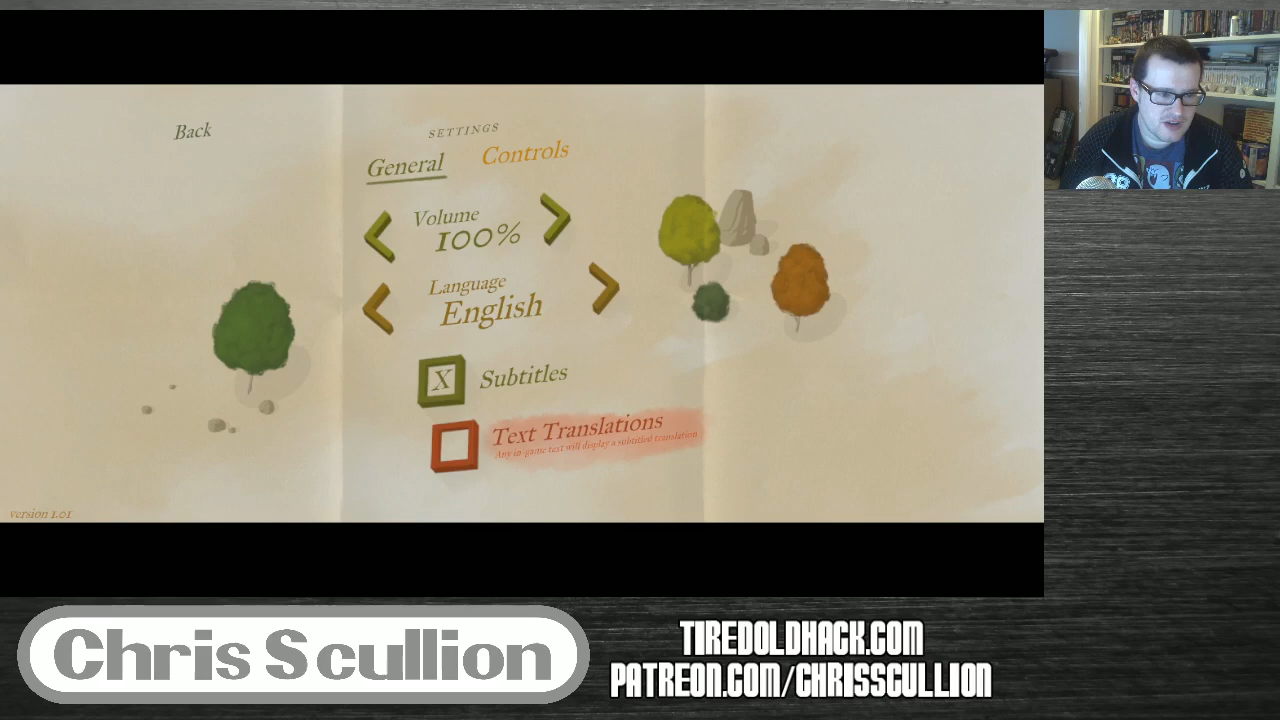 Back
SETTINGS
General
Controls
Volume
100%
Language
English
X
Subtitles
Text Translations
Any in-game text will display a subtitled translation
version 1.01
Chris Scullion
TIREDOLDHACK.COM
PATREON.COM/CHRISSCULLION